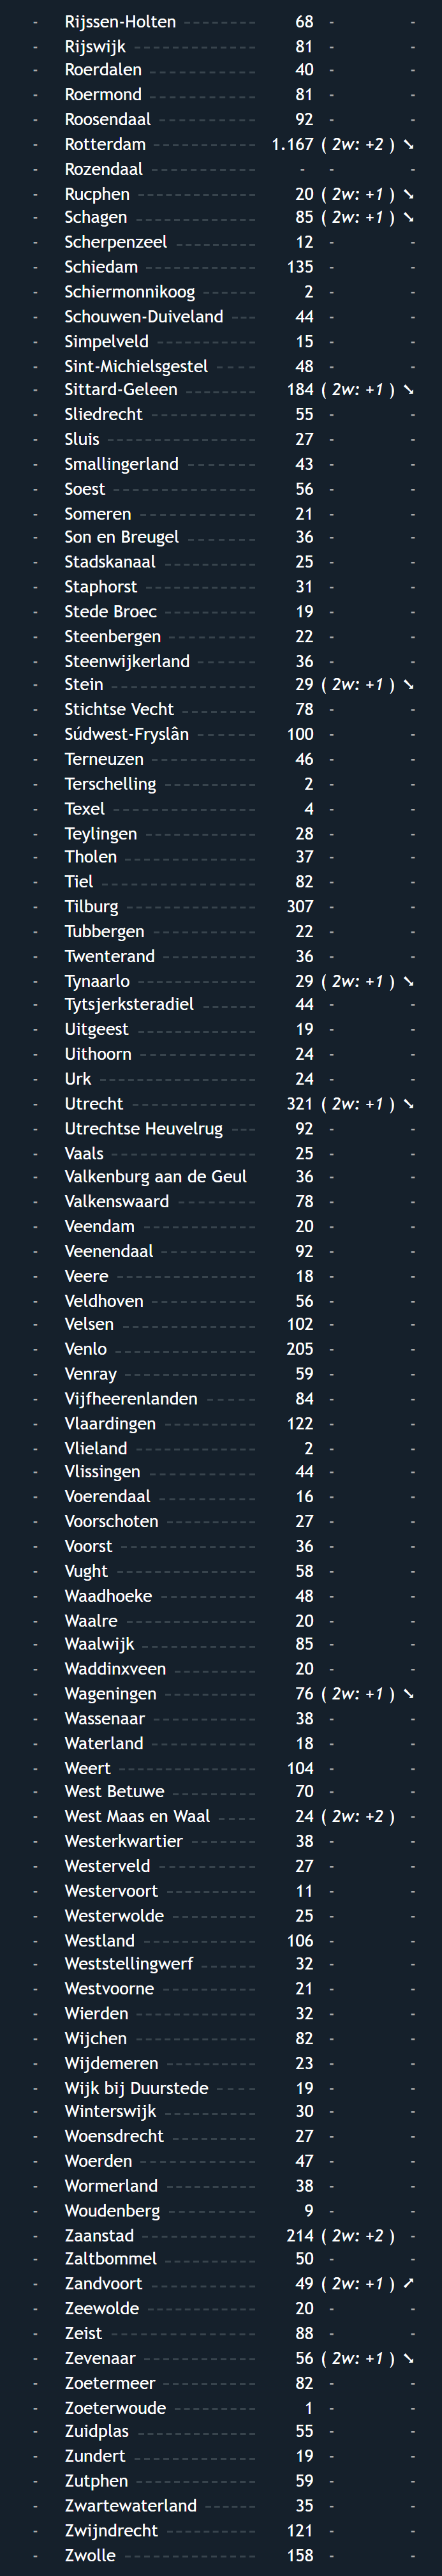 - Rijssen-Holten 68 - -
- Rijswijk 81 - -
- Roerdalen 40 - -
- Roermond 81 - -
- Roosendaal 92 - -
- Rotterdam 1.167 ( 2w: +2 ) ➘
- Rozendaal - - -
- Rucphen 20 ( 2w: +1 ) ➘
- Schagen 85 ( 2w: +1 ) ➘
- Scherpenzeel 12 - -
- Schiedam 135 - -
- Schiermonnikoog 2 - -
- Schouwen-Duiveland 44 - -
- Simpelveld 15 - -
- Sint-Michielsgestel 48 - -
- Sittard-Geleen 184 ( 2w: +1 ) ➘
- Sliedrecht 55 - -
- Sluis 27 - -
- Smallingerland 43 - -
- Soest 56 - -
- Someren 21 - -
- Son en Breugel 36 - -
- Stadskanaal 25 - -
- Staphorst 31 - -
- Stede Broec 19 - -
- Steenbergen 22 - -
- Steenwijkerland 36 - -
- Stein 29 ( 2w: +1 ) ➘
- Stichtse Vecht 78 - -
- Súdwest-Fryslân 100 - -
- Terneuzen 46 - -
- Terschelling 2 - -
- Texel 4 - -
- Teylingen 28 - -
- Tholen 37 - -
- Tiel 82 - -
- Tilburg 307 - -
- Tubbergen 22 - -
- Twenterand 36 - -
- Tynaarlo 29 ( 2w: +1 ) ➘
- Tytsjerksteradiel 44 - -
- Uitgeest 19 - -
- Uithoorn 24 - -
- Urk 24 - -
- Utrecht 321 ( 2w: +1 ) ➘
- Utrechtse Heuvelrug 92 - -
- Vaals 25 - -
- Valkenburg aan de Geul 36 - -
- Valkenswaard 78 - -
- Veendam 20 - -
- Veenendaal 92 - -
- Veere 18 - -
- Veldhoven 56 - -
- Velsen 102 - -
- Venlo 205 - -
- Venray 59 - -
- Vijfheerenlanden 84 - -
- Vlaardingen 122 - -
- Vlieland 2 - -
- Vlissingen 44 - -
- Voerendaal 16 - -
- Voorschoten 27 - -
- Voorst 36 - -
- Vught 58 - -
- Waadhoeke 48 - -
- Waalre 20 - -
- Waalwijk 85 - -
- Waddinxveen 20 - -
- Wageningen 76 ( 2w: +1 ) ➘
- Wassenaar 38 - -
- Waterland 18 - -
- Weert 104 - -
- West Betuwe 70 - -
- West Maas en Waal 24 ( 2w: +2 ) -
- Westerkwartier 38 - -
- Westerveld 27 - -
- Westervoort 11 - -
- Westerwolde 25 - -
- Westland 106 - -
- Weststellingwerf 32 - -
- Westvoorne 21 - -
- Wierden 32 - -
- Wijchen 82 - -
- Wijdemeren 23 - -
- Wijk bij Duurstede 19 - -
- Winterswijk 30 - -
- Woensdrecht 27 - -
- Woerden 47 - -
- Wormerland 38 - -
- Woudenberg 9 - -
- Zaanstad 214 ( 2w: +2 ) -
- Zaltbommel 50 - -
- Zandvoort 49 ( 2w: +1 ) ➚
- Zeewolde 20 - -
- Zeist 88 - -
- Zevenaar 56 ( 2w: +1 ) ➘
- Zoetermeer 82 - -
- Zoeterwoude 1 - -
- Zuidplas 55 - -
- Zundert 19 - -
- Zutphen 59 - -
- Zwartewaterland 35 - -
- Zwijndrecht 121 - -
- Zwolle 158 - -